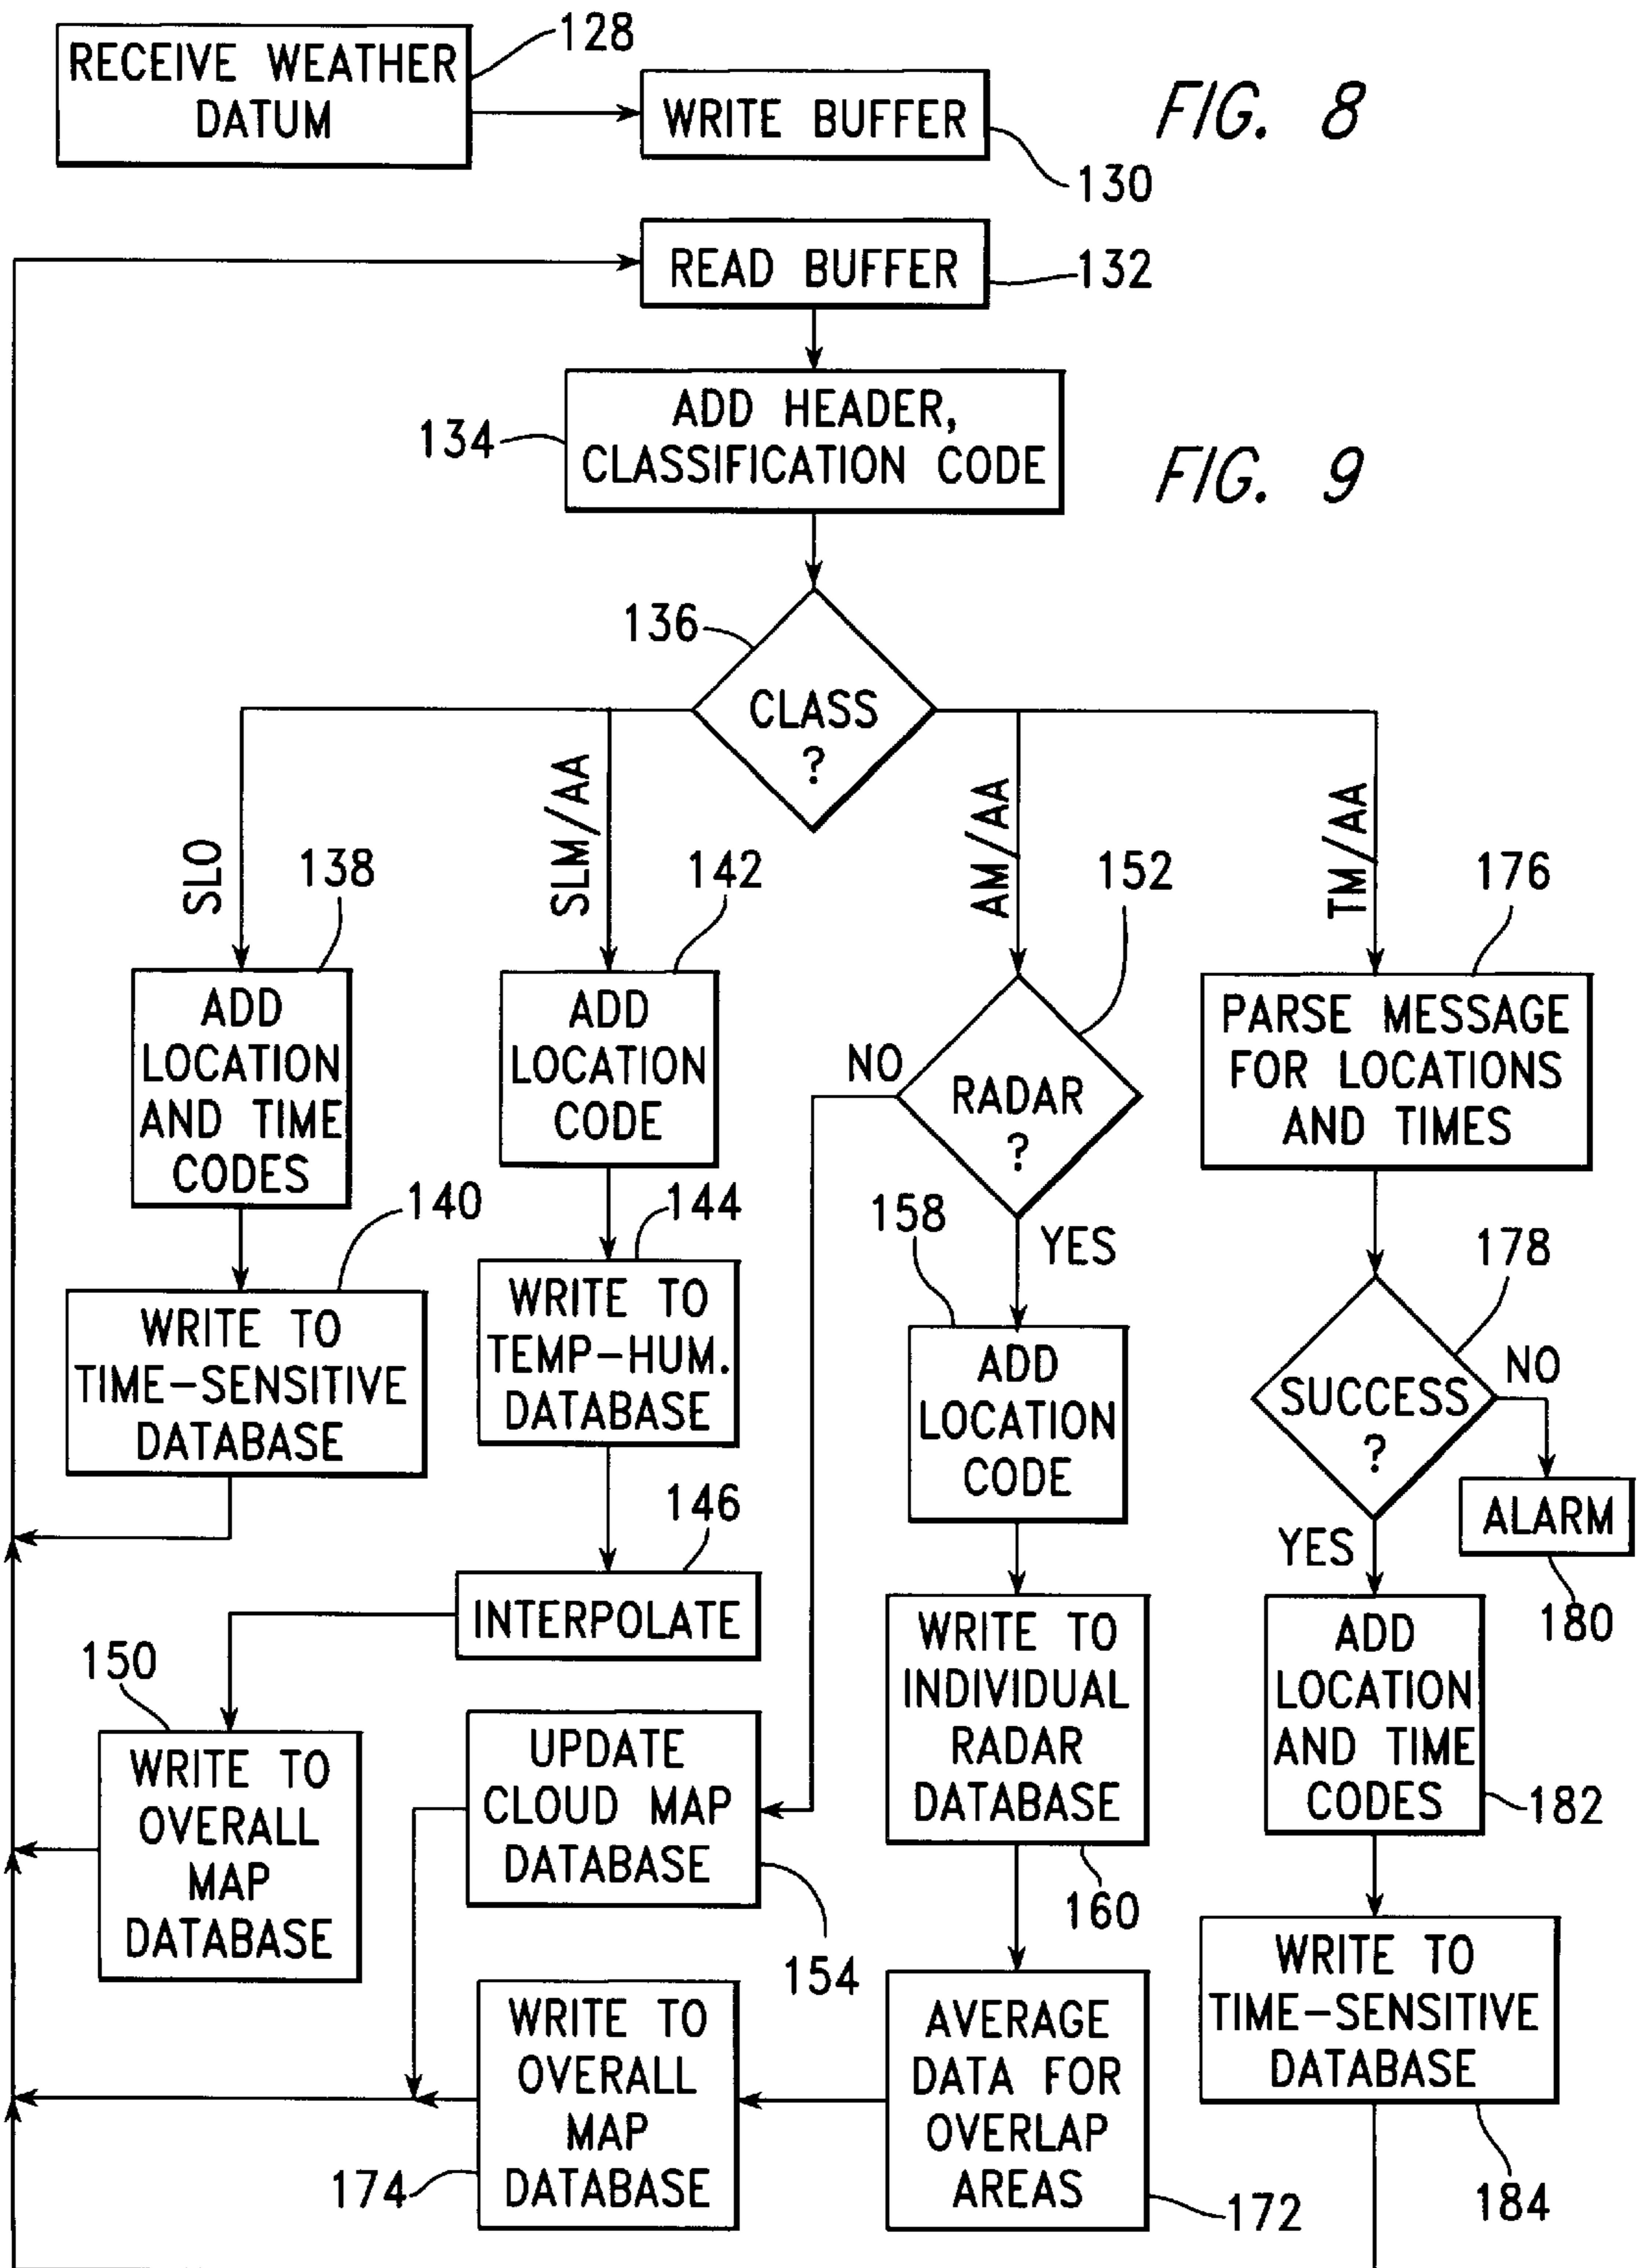 RECEIVE WEATHER
DATUM
128
WRITE BUFFER
130
FIG. 8
READ BUFFER
132
ADD HEADER,
CLASSIFICATION CODE
134
FIG. 9
136
CLASS
?
SLO
SLM/AA
AM/AA
TM/AA
138
ADD
LOCATION
AND TIME
CODES
140
WRITE TO
TIME-SENSITIVE
DATABASE
142
ADD
LOCATION
CODE
144
WRITE TO
TEMP-HUM.
DATABASE
146
INTERPOLATE
150
WRITE TO
OVERALL
MAP
DATABASE
152
RADAR
?
NO
YES
UPDATE
CLOUD MAP
DATABASE
154
158
ADD
LOCATION
CODE
WRITE TO
INDIVIDUAL
RADAR
DATABASE
160
AVERAGE
DATA FOR
OVERLAP
AREAS
172
WRITE TO
OVERALL
MAP
DATABASE
174
176
PARSE MESSAGE
FOR LOCATIONS
AND TIMES
178
SUCCESS
?
NO
ALARM
180
YES
ADD
LOCATION
AND TIME
CODES
182
WRITE TO
TIME-SENSITIVE
DATABASE
184